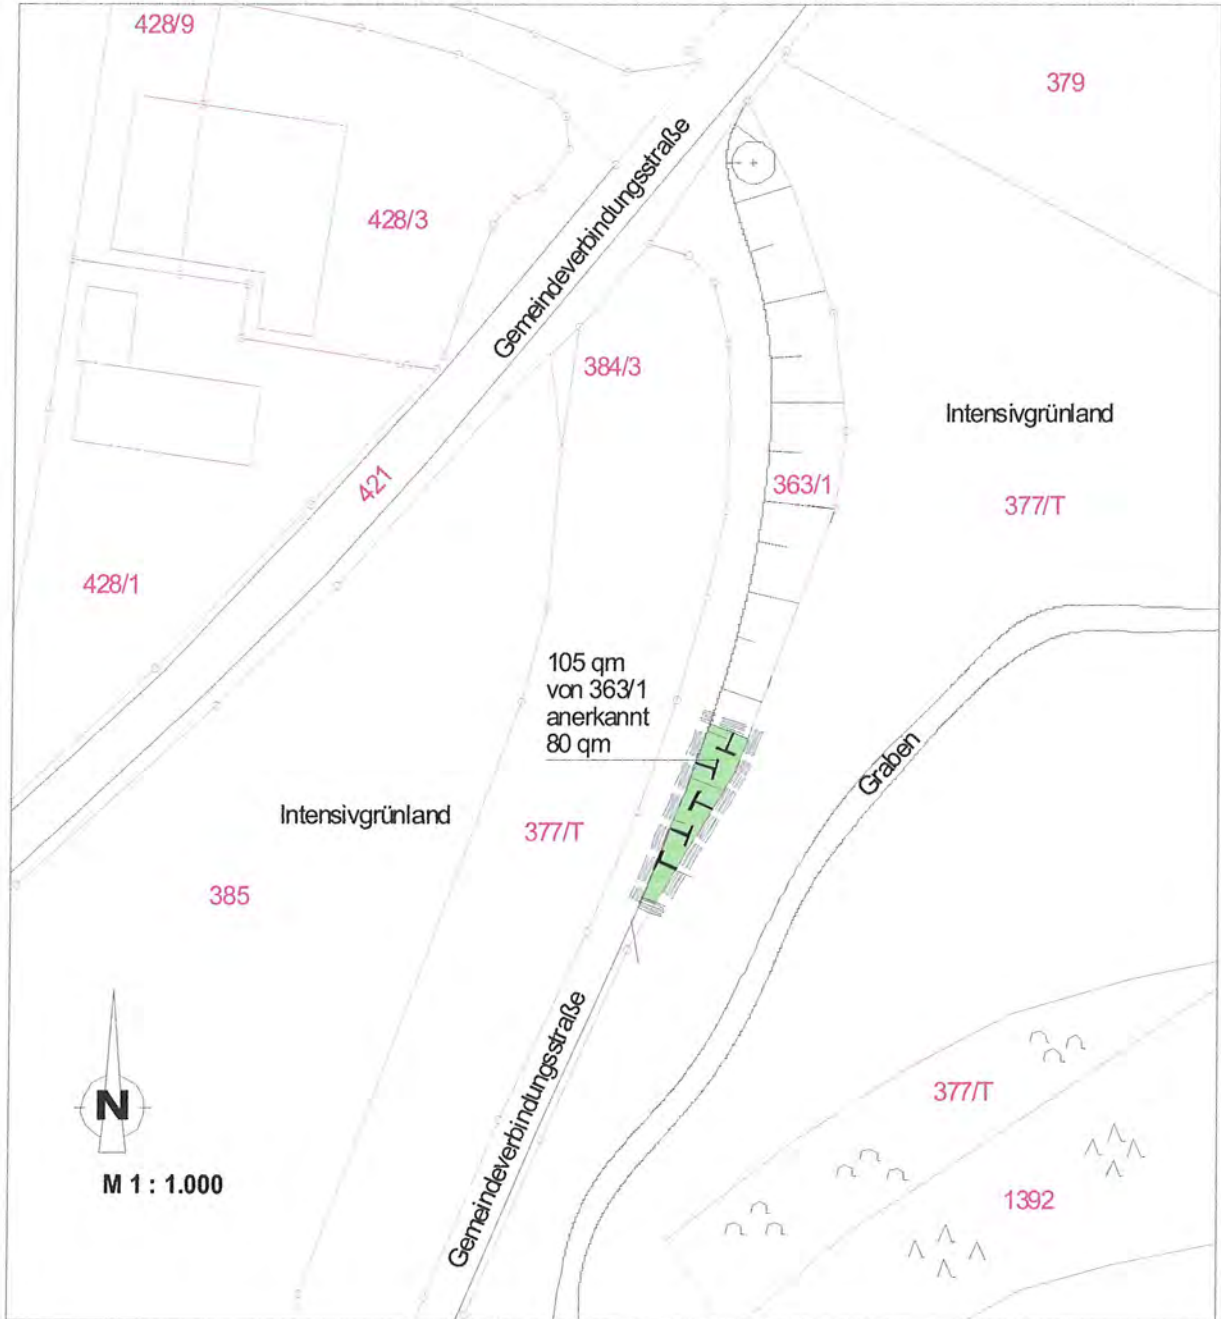 428/9
379
428/3
Gemeindeverbindungsstraße
384/3
Intensivgrünland
421
363/1
377/T
428/1
105 qm
von 363/1
anerkannt
80 qm
Graben
Intensivgrünland
377/T
385
Gemeindeverbindungsstraße
377/T
N
M 1 : 1.000
1392